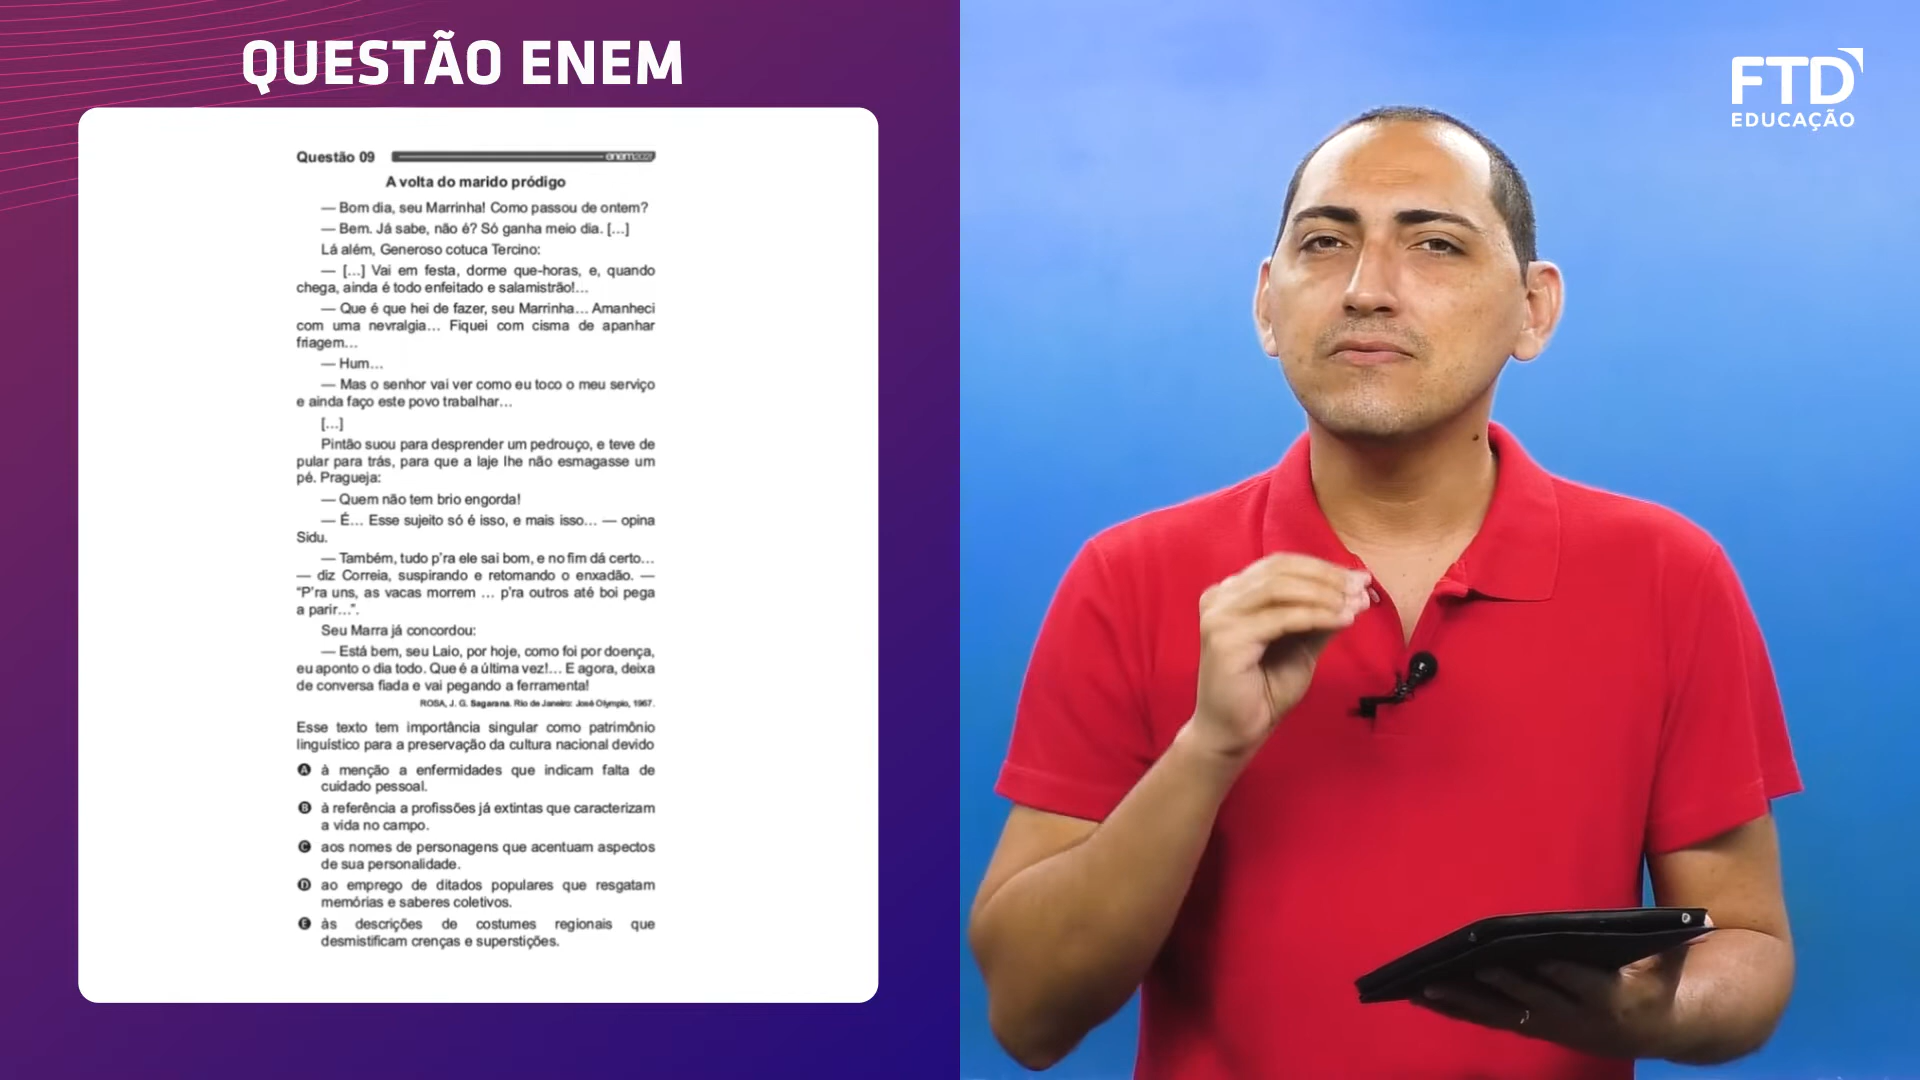 QUESTÃO ENEM
FTD
EDUCAÇÃO
Questão 09
enem2021
A volta do marido pródigo
— Bom dia, seu Marrinha! Como passou de ontem?
— Bem. Já sabe, não é? Só ganha meio dia. [...]
Lá além, Generoso cotuca Tercino:
— [...] Vai em festa, dorme que-horas, e, quando
chega, ainda é todo enfeitado e salamistrão!...
— Que é que hei de fazer, seu Marrinha... Amanheci
com uma nevralgia... Fiquei com cisma de apanhar
friagem...
— Hum...
— Mas o senhor vai ver como eu toco o meu serviço
e ainda faço este povo trabalhar...
[...]
Pintão suou para desprender um pedrouço, e teve de
pular para trás, para que a laje lhe não esmagasse um
pé. Pragueja:
— Quem não tem brio engorda!
— É... Esse sujeito só é isso, e mais isso... — opina
Sidu.
— Também, tudo p'ra ele sai bom, e no fim dá certo...
— diz Correia, suspirando e retomando o enxadão. —
"P'ra uns, as vacas morrem ... p'ra outros até boi pega
a parir...".
Seu Marra já concordou:
— Está bem, seu Laio, por hoje, como foi por doença,
eu aponto o dia todo. Que é a última vez!... E agora, deixa
de conversa fiada e vai pegando a ferramenta!
ROSA, J. G. Sagarana. Rio de Janeiro: José Olympio, 1967.
Esse texto tem importância singular como patrimônio
linguístico para a preservação da cultura nacional devido
A à menção a enfermidades que indicam falta de
cuidado pessoal.
B à referência a profissões já extintas que caracterizam
a vida no campo.
C aos nomes de personagens que acentuam aspectos
de sua personalidade.
D ao emprego de ditados populares que resgatam
memórias e saberes coletivos.
E às descrições de costumes regionais que
desmistificam crenças e superstições.